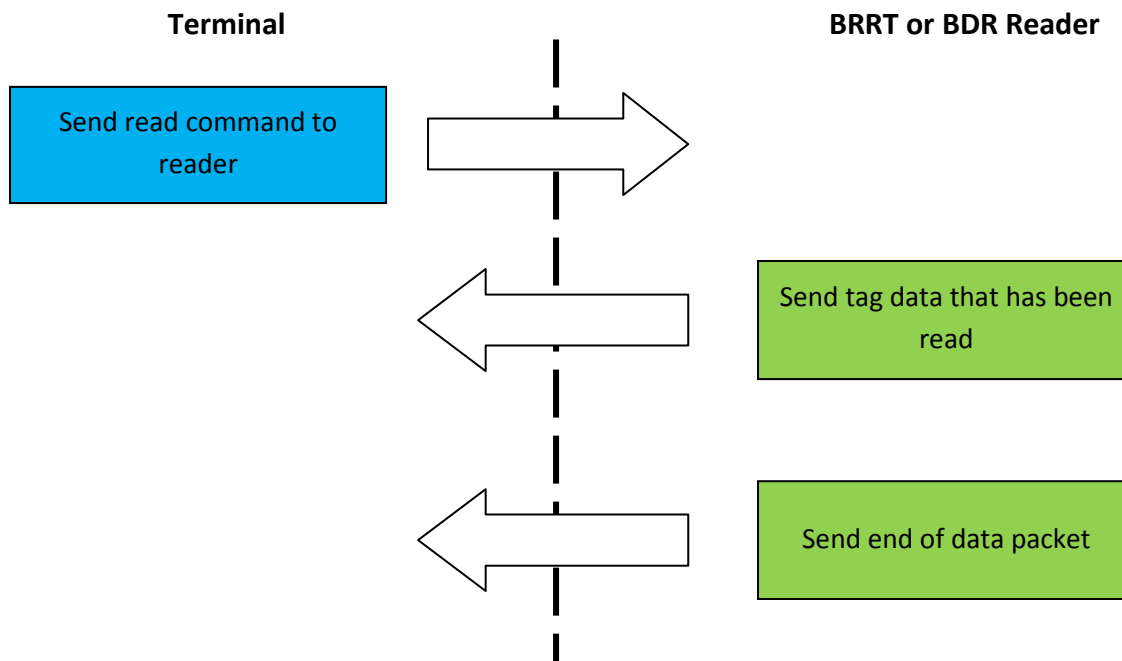 Terminal
BRRT or BDR Reader
Send read command to
reader
Send tag data that has been
read
Send end of data packet